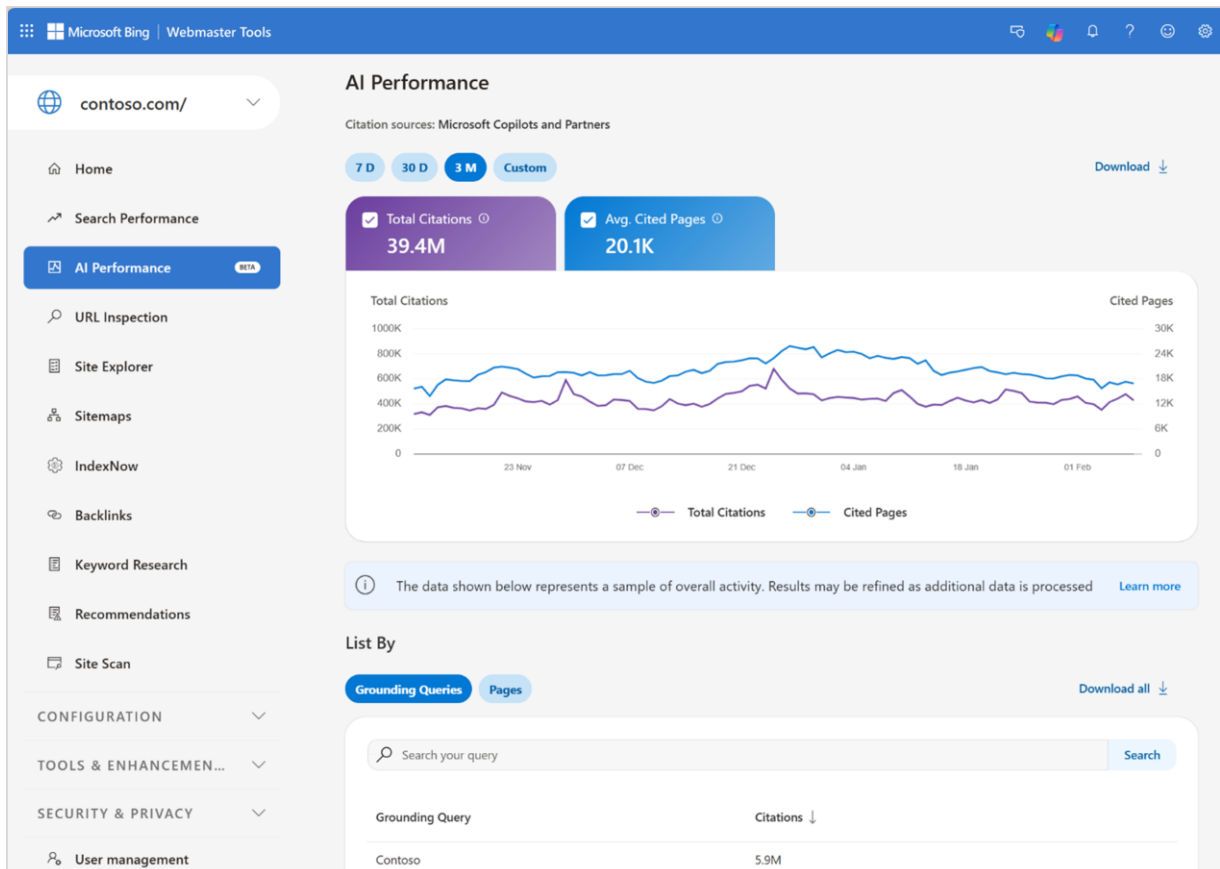 Microsoft Bing | Webmaster Tools
contoso.com/
Home
Search Performance
AI Performance BETA
URL Inspection
Site Explorer
Sitemaps
IndexNow
Backlinks
Keyword Research
Recommendations
Site Scan
CONFIGURATION
TOOLS & ENHANCEMEN...
SECURITY & PRIVACY
User management
AI Performance
Citation sources: Microsoft Copilots and Partners
7 D 30 D 3 M Custom
Download
Total Citations
39.4M
Avg. Cited Pages
20.1K
Total Citations Cited Pages
1000K 30K
800K 24K
600K 18K
400K 12K
200K 6K
0 0
23 Nov 07 Dec 21 Dec 04 Jan 18 Jan 01 Feb
Total Citations Cited Pages
The data shown below represents a sample of overall activity. Results may be refined as additional data is processed Learn more
List By
Grounding Queries Pages
Download all
Search your query Search
Grounding Query Citations ↓
Contoso 5.9M